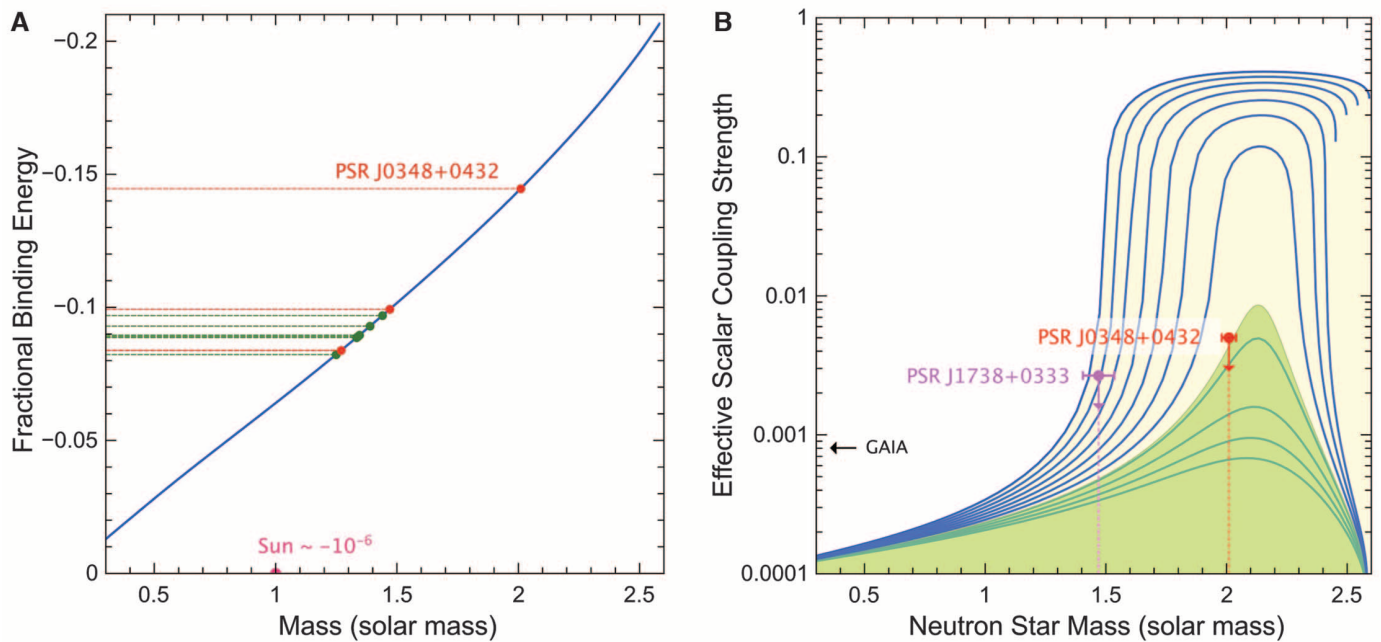 A
Fractional Binding Energy
−0.2
−0.15
−0.1
−0.05
0
PSR J0348+0432
Sun ~ −10⁻⁶
0.5
1
1.5
2
2.5
Mass (solar mass)
B
Effective Scalar Coupling Strength
1
0.1
0.01
0.001
0.0001
PSR J0348+0432
PSR J1738+0333
GAIA
0.5
1
1.5
2
2.5
Neutron Star Mass (solar mass)